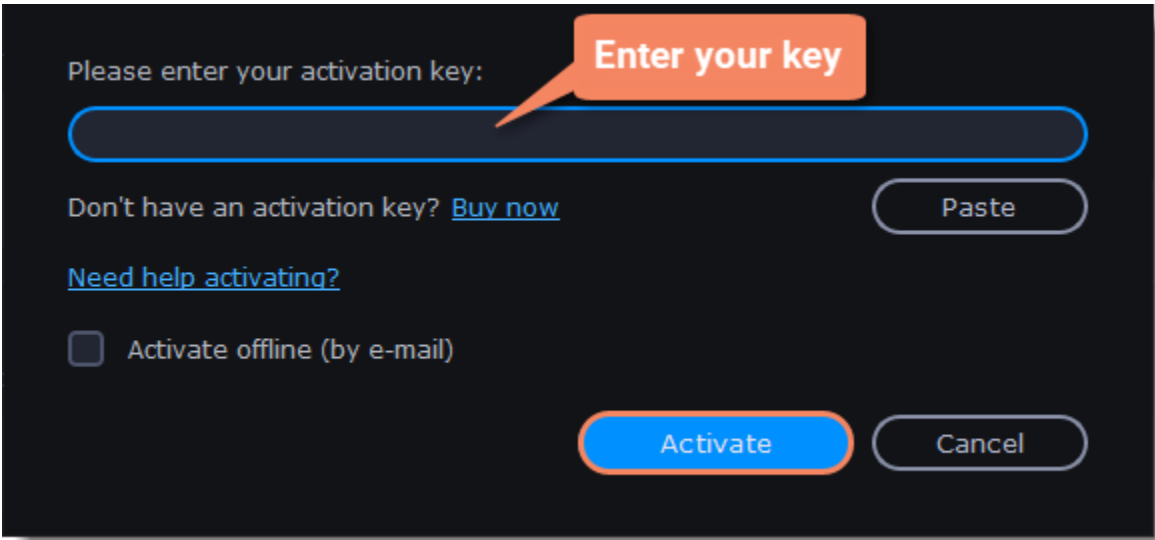 Enter your key
Please enter your activation key:
Don't have an activation key? Buy now
Paste
Need help activating?
Activate offline (by e-mail)
Activate
Cancel